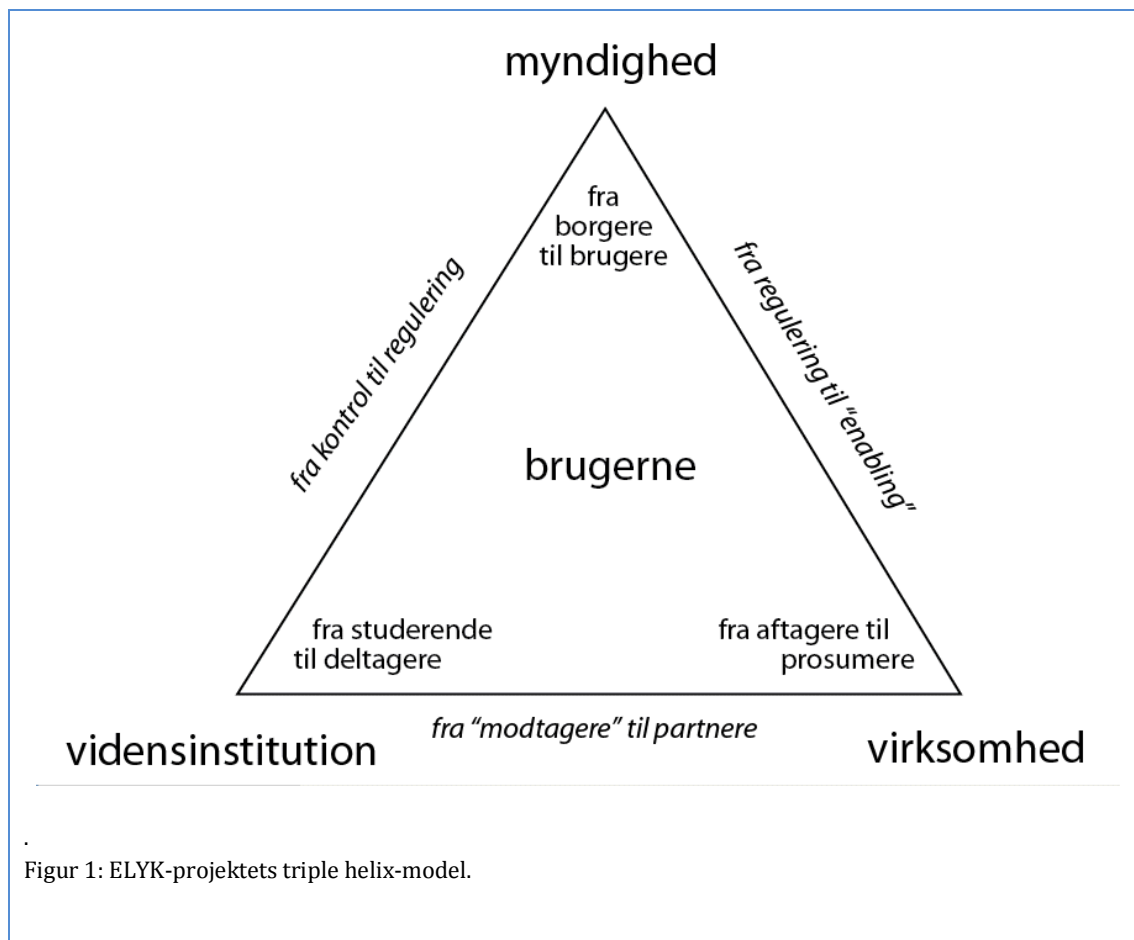 myndighed
fra
borgere
til brugere
fra kontrol til regulering
fra regulering til “enabling”
brugerne
fra studerende
til deltagere
fra aftagere til
prosumere
fra “modtagere” til partnere
vidensinstitution
virksomhed
.
Figur 1: ELYK-projektets triple helix-model.